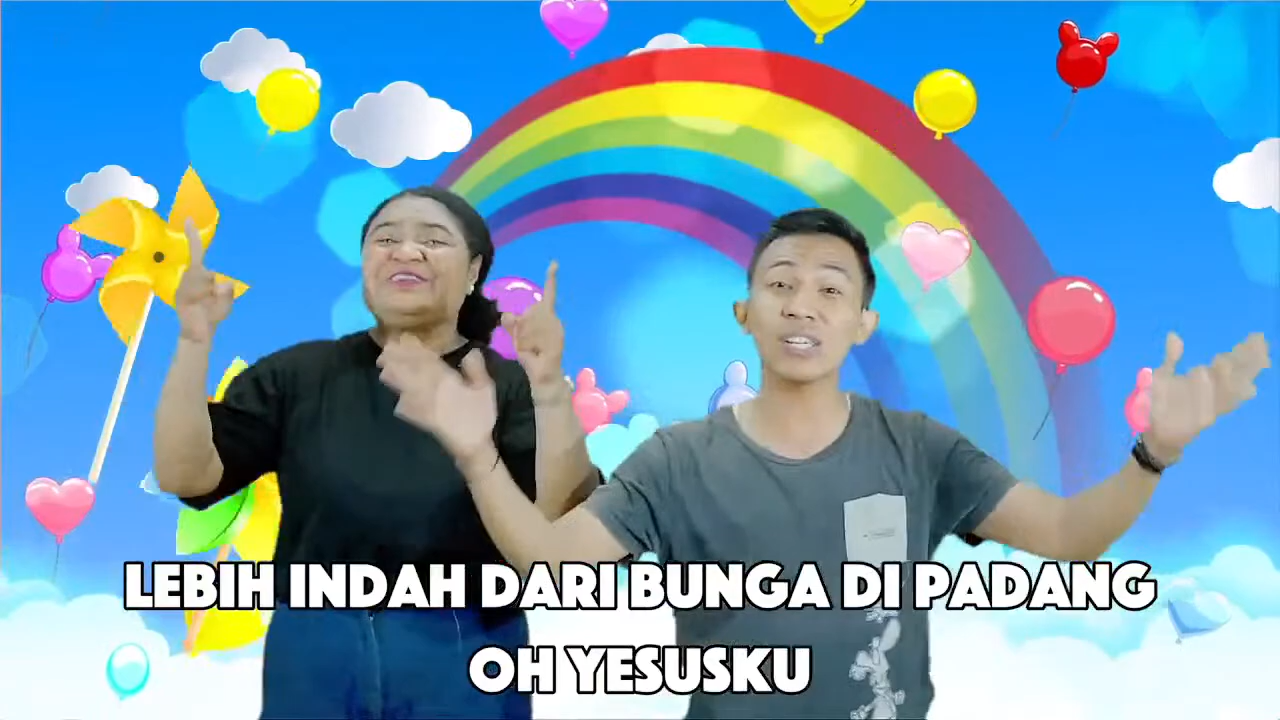 LEBIH INDAH DARI BUNGA DI PADANG
OH YESUSKU